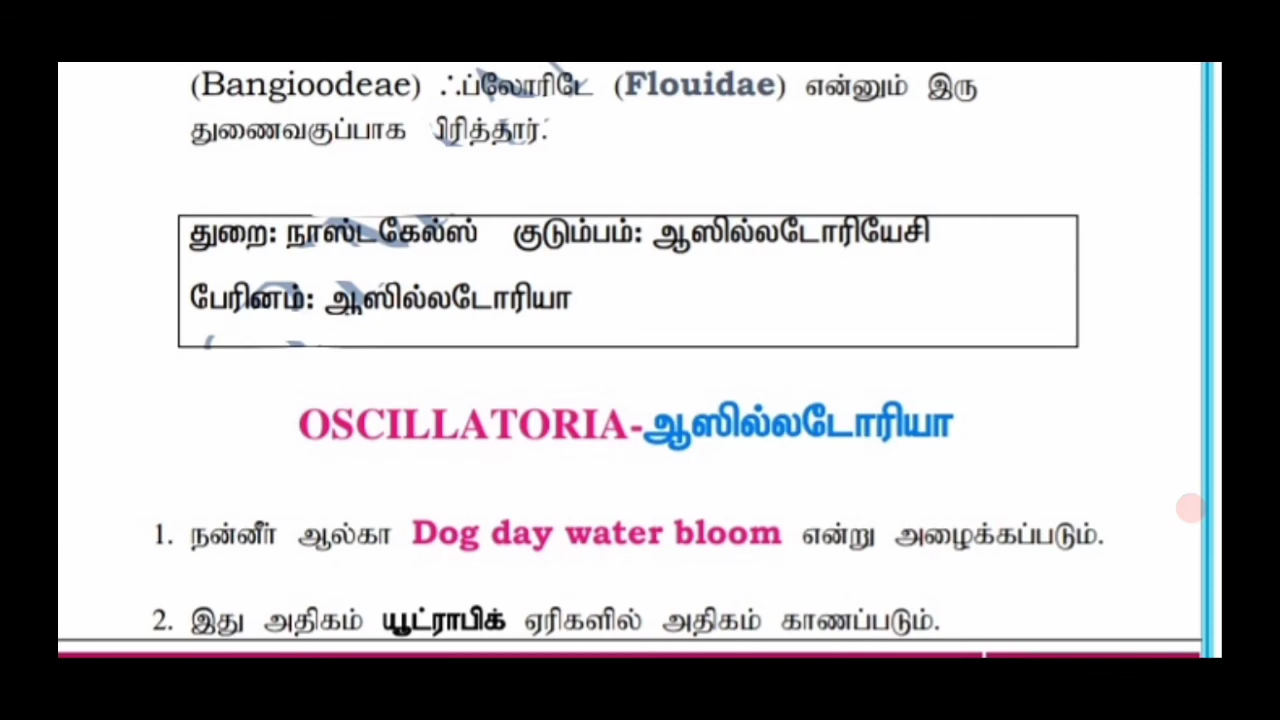 (Bangioodeae) ஃப்லோரிடே (Flouidae) என்னும் இரு
துணைவகுப்பாக பிரித்தார்.
துறை: நாஸ்டகேல்ஸ் குடும்பம்: ஆஸில்லடோரியேசி
பேரினம்: ஆஸில்லடோரியா
OSCILLATORIA-ஆஸில்லடோரியா
1. நன்னீர் ஆல்கா Dog day water bloom என்று அழைக்கப்படும்.
2. இது அதிகம் யூட்ராபிக் ஏரிகளில் அதிகம் காணப்படும்.